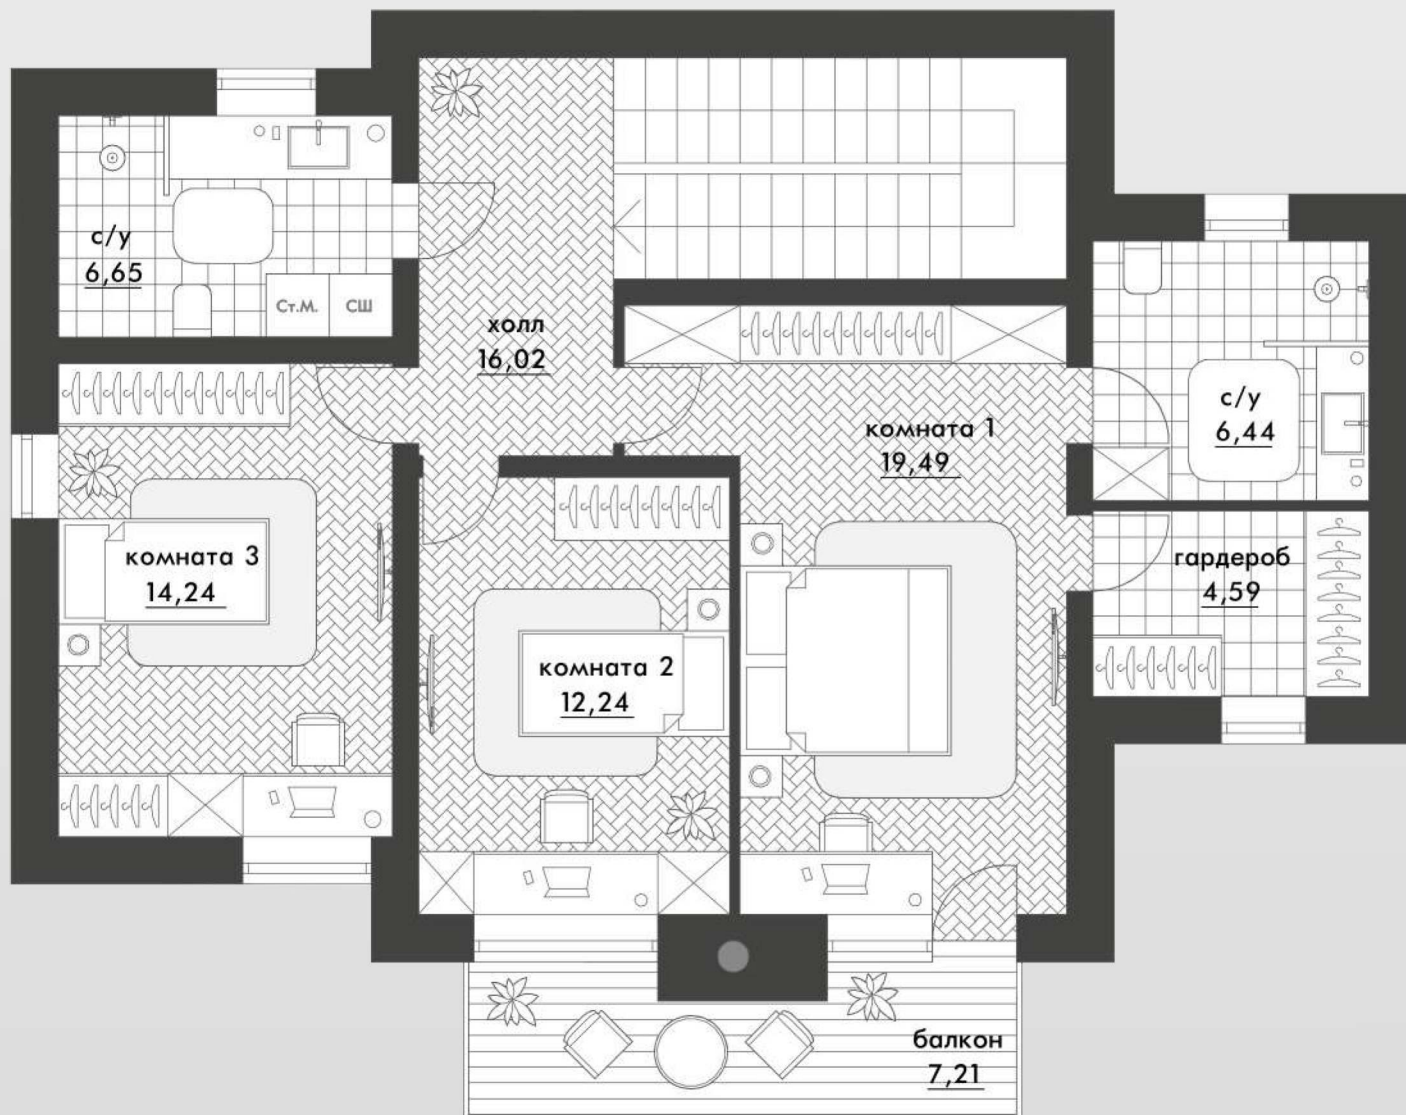 с/у
6,65
Ст.М.
СШ
холл
16,02
комната 1
19,49
с/у
6,44
комната 3
14,24
гардероб
4,59
комната 2
12,24
балкон
7,21